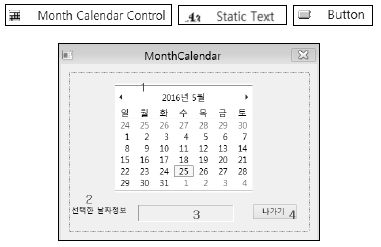 Month Calendar Control
Aa Static Text
Button
MonthCalendar
1
2016년 5월
일 월 화 수 목 금 토
24 25 26 27 28 29 30
1 2 3 4 5 6 7
8 9 10 11 12 13 14
15 16 17 18 19 20 21
22 23 24 25 26 27 28
29 30 31 1 2 3 4
2
선택한 날짜정보
3
나가기 4